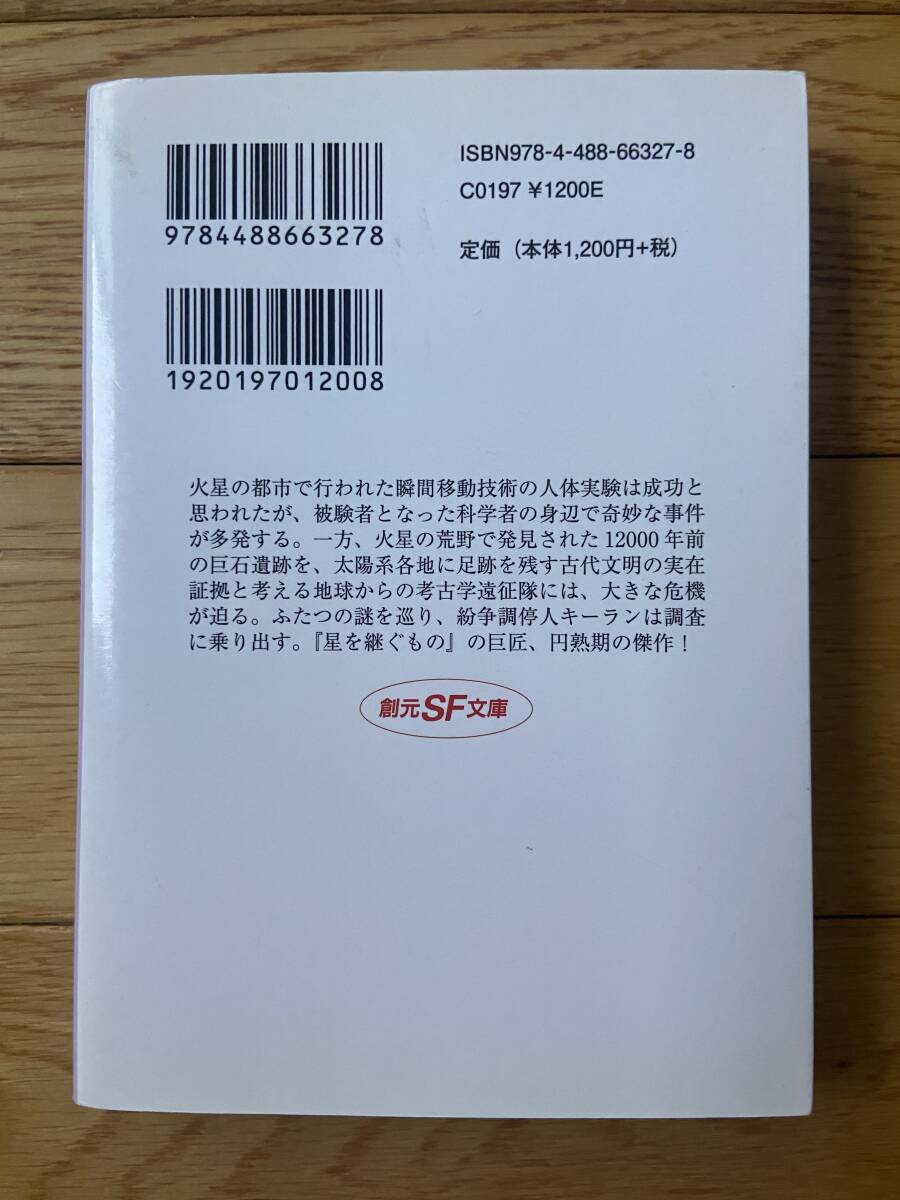 ISBN978-4-488-66327-8
C0197 ¥1200E
9784488663278
定価（本体1,200円+税）
1920197012008
火星の都市で行われた瞬間移動技術の人体実験は成功と
思われたが、被験者となった科学者の身辺で奇妙な事件
が多発する。一方、火星の荒野で発見された12000年前
の巨石遺跡を、太陽系各地に足跡を残す古代文明の実在
証拠と考える地球からの考古学遠征隊には、大きな危機
が迫る。ふたつの謎を巡り、紛争調停人キーランは調査
に乗り出す。『星を継ぐもの』の巨匠、円熟期の傑作！
創元SF文庫